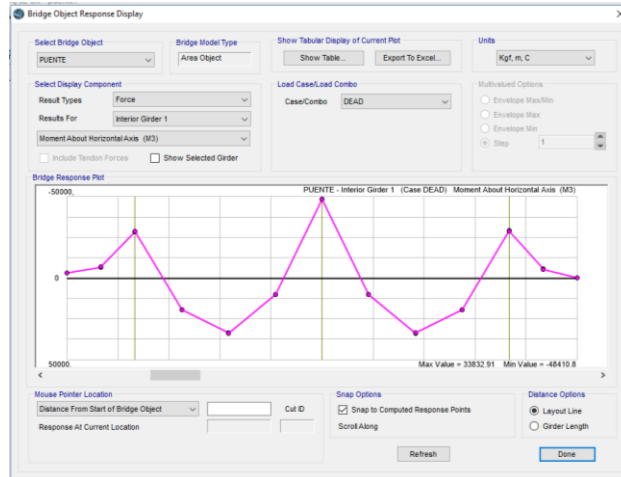 Bridge Object Response Display
Select Bridge Object
PUENTE
Bridge Model Type
Area Object
Show Tabular Display of Current Plot
Show Table...
Export To Excel...
Units
Kgf, m, C
Select Display Component
Result Types
Force
Results For
Interior Girder 1
Moment About Horizontal Axis (M3)
Include Tendon Forces
Show Selected Girder
Load Case/Load Combo
Case/Combo
DEAD
Multivalued Options
Envelope Max/Min
Envelope Max
Envelope Min
Step
1
Bridge Response Plot
-50000.
PUENTE - Interior Girder 1 (Case DEAD) Moment About Horizontal Axis (M3)
0
50000.
Max Value = 33832.91 Min Value = -48410.8
Mouse Pointer Location
Distance From Start of Bridge Object
Cut ID
Response At Current Location
Snap Options
Snap to Computed Response Points
Scroll Along
Distance Options
Layout Line
Girder Length
Refresh
Done